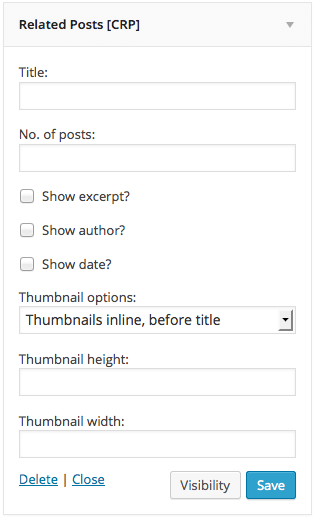 Related Posts [CRP]
Title:
No. of posts:
Show excerpt?
Show author?
Show date?
Thumbnail options:
Thumbnails inline, before title
Thumbnail height:
Thumbnail width:
Delete | Close Visibility Save